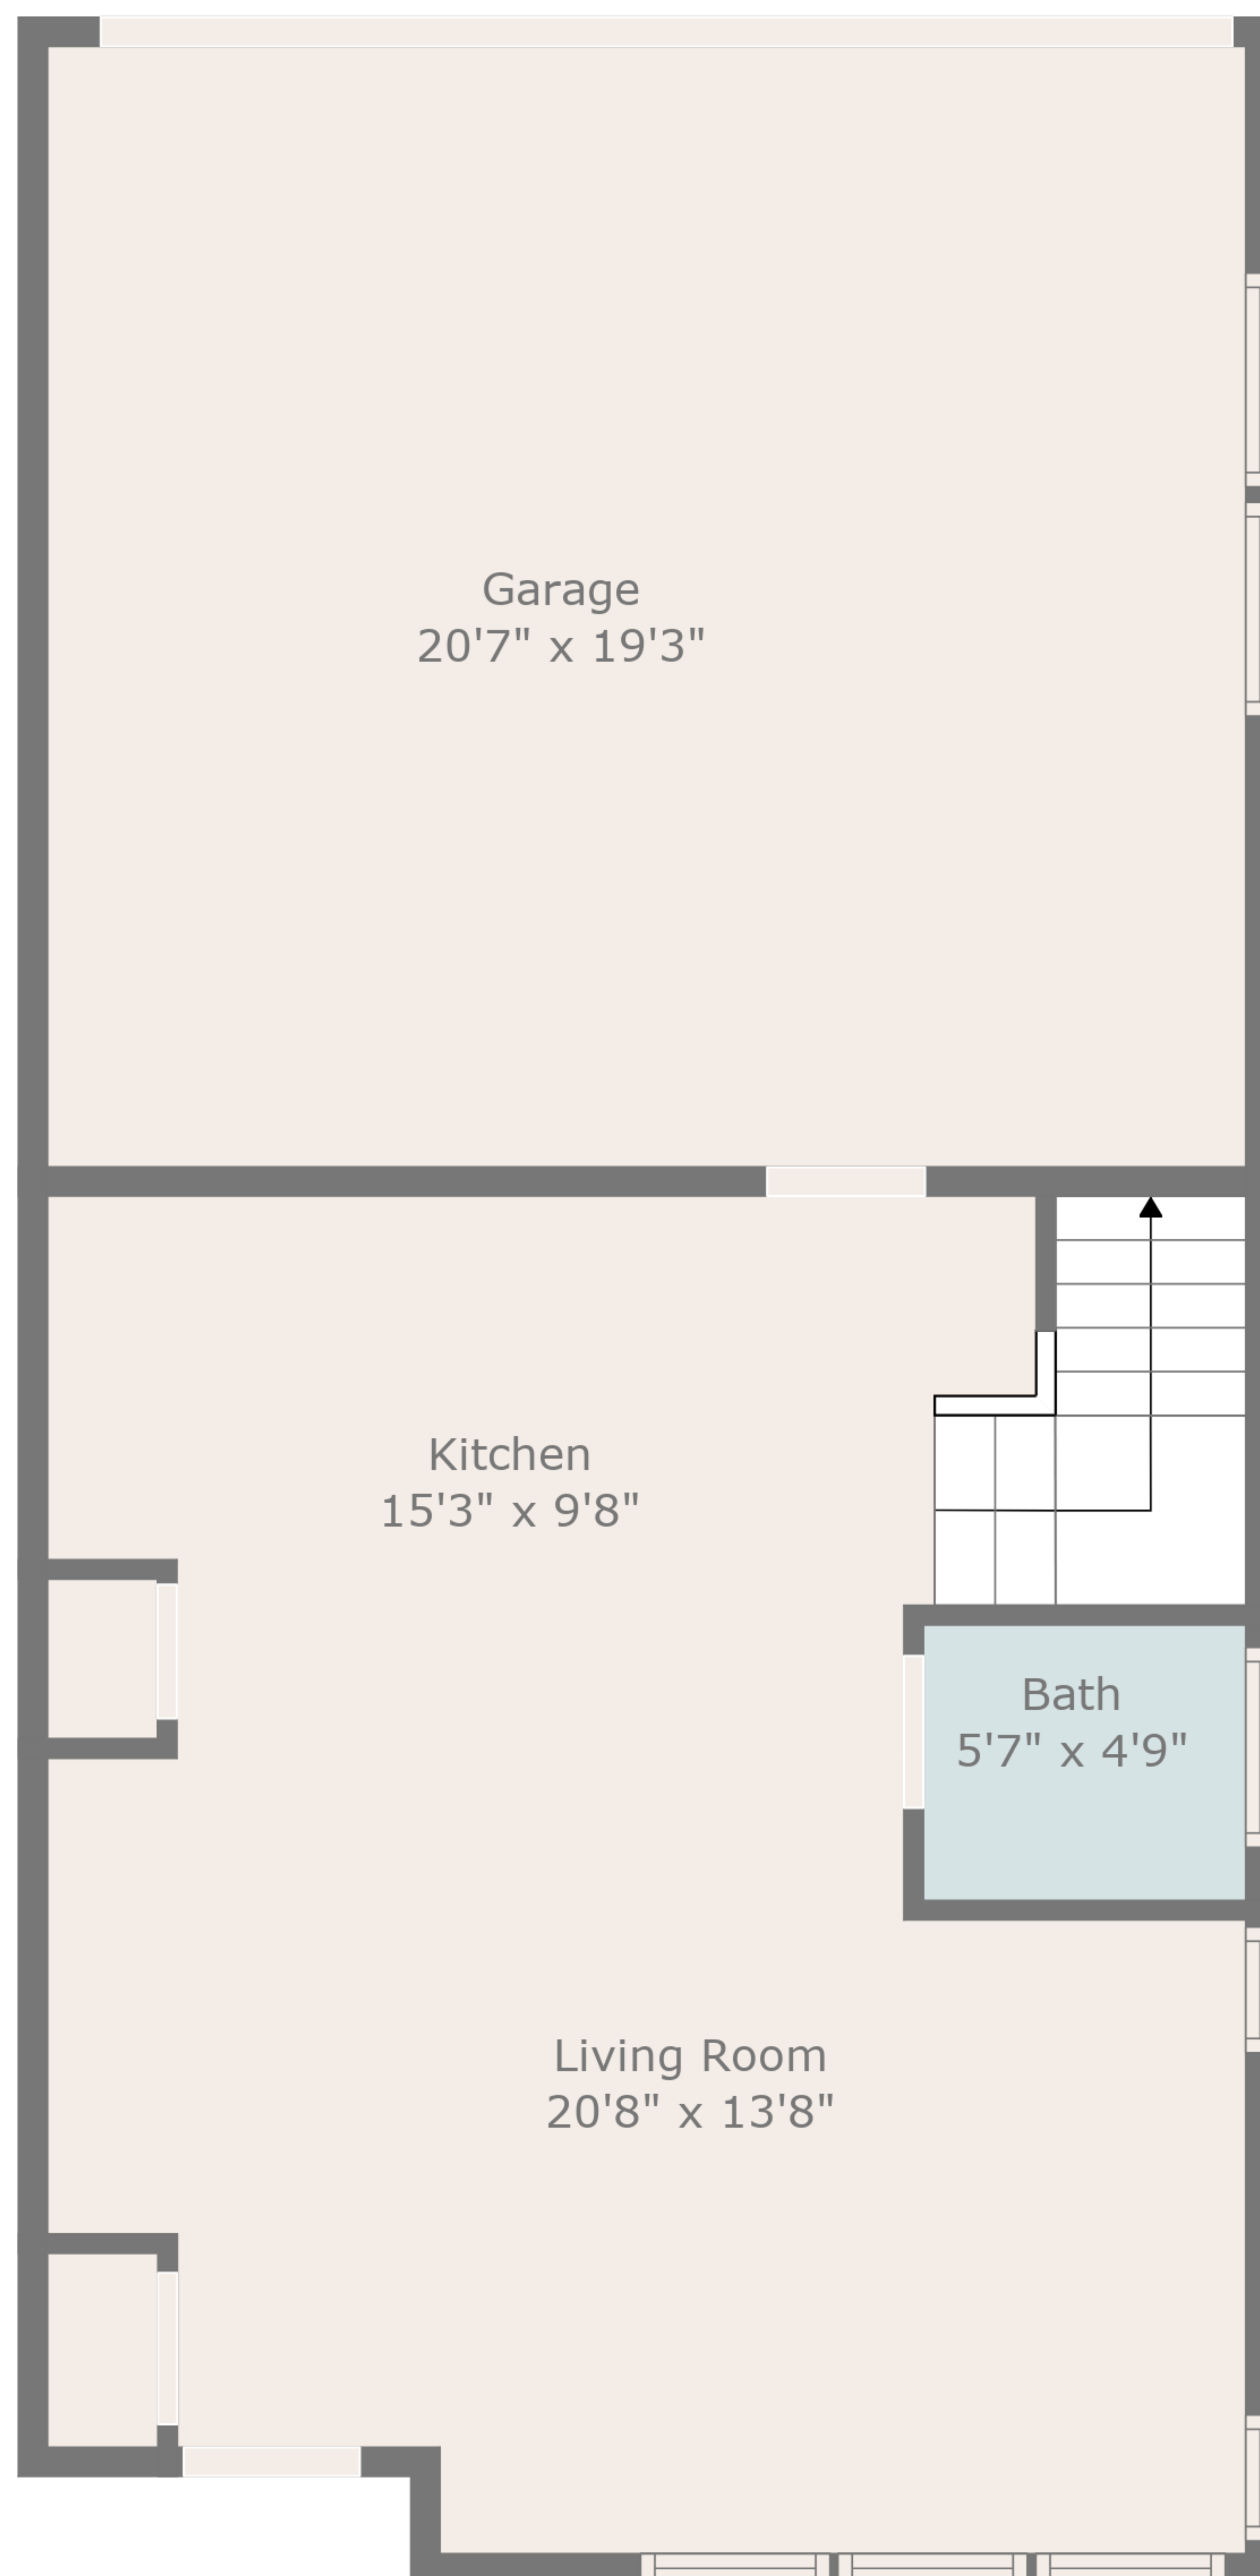 Garage
20'7" x 19'3"
Kitchen
15'3" x 9'8"
Bath
5'7" x 4'9"
Living Room
20'8" x 13'8"